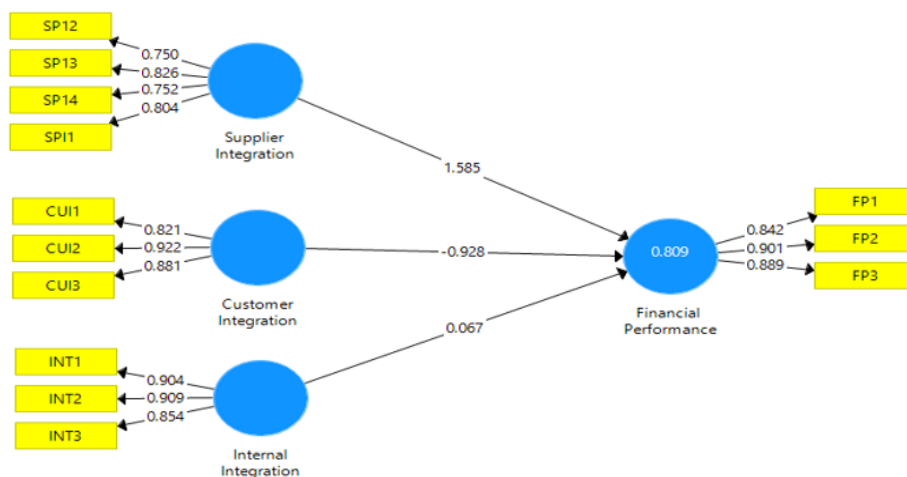 SP12
0.750
SP13
0.826
SP14
0.752
SPI1
0.804
Supplier
Integration
1.585
CUI1
0.821
CUI2
0.922
CUI3
0.881
Customer
Integration
-0.928
INT1
0.904
INT2
0.909
INT3
0.854
Internal
Integration
0.067
0.809
Financial
Performance
0.842
FP1
0.901
FP2
0.889
FP3